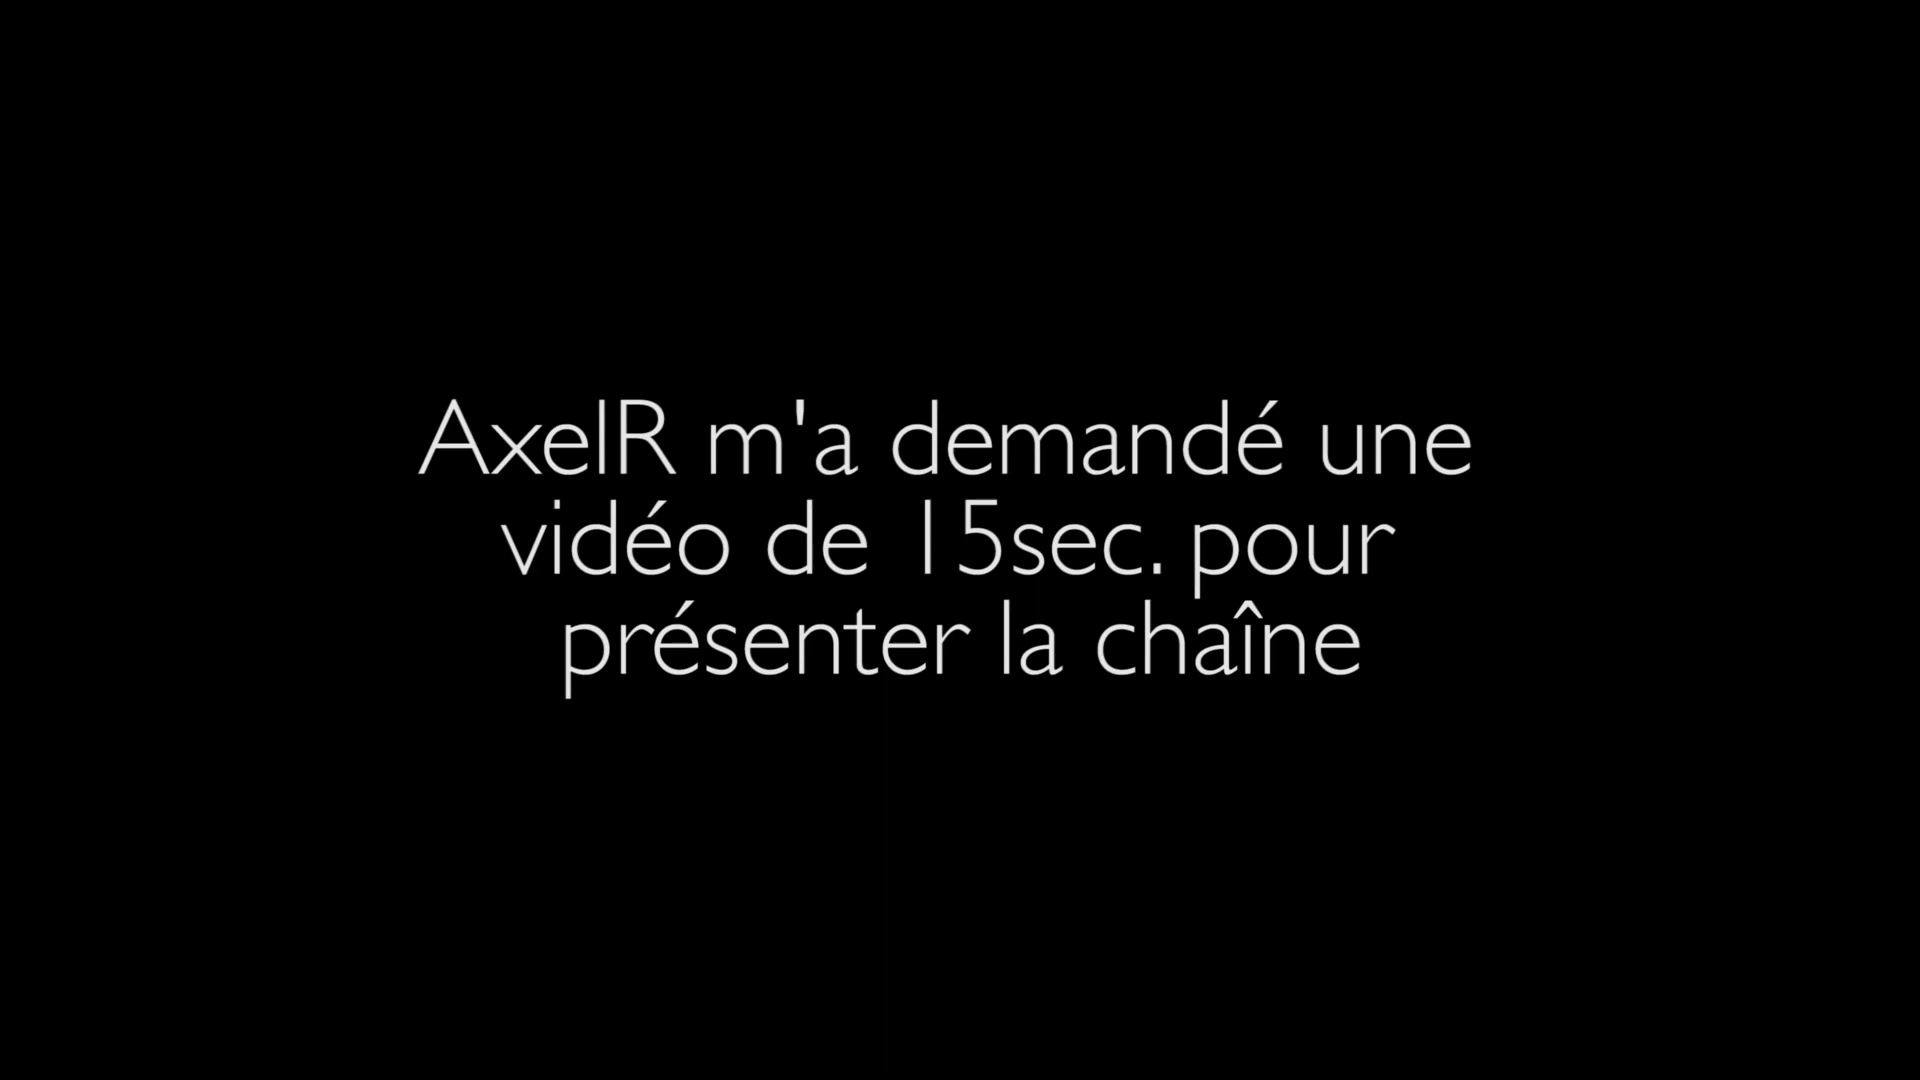 AxelR m'a demandé une
vidéo de 15sec. pour
présenter la chaîne